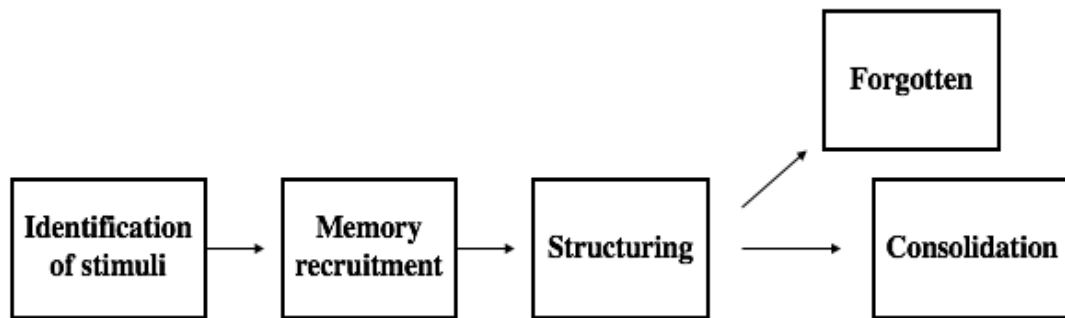 Forgotten
Identification
of stimuli
Memory
recruitment
Structuring
Consolidation